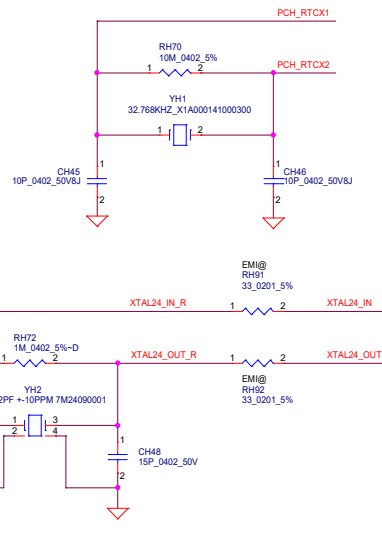 PCH_RTCX1
RH70
10M_0402_5%
1 2
PCH_RTCX2
YH1
32.768KHZ_X1A000141000300
1 2
1
CH45
10P_0402_50V8J
2
1
CH46
10P_0402_50V8J
2
EMI@
RH91
33_0201_5%
XTAL24_IN_R
1 2
XTAL24_IN
RH72
1M_0402_5%~D
1 2
XTAL24_OUT_R
1 2
XTAL24_OUT
EMI@
RH92
33_0201_5%
YH2
2PF +-10PPM 7M24090001
1 3
2 4
1
CH48
15P_0402_50V
2